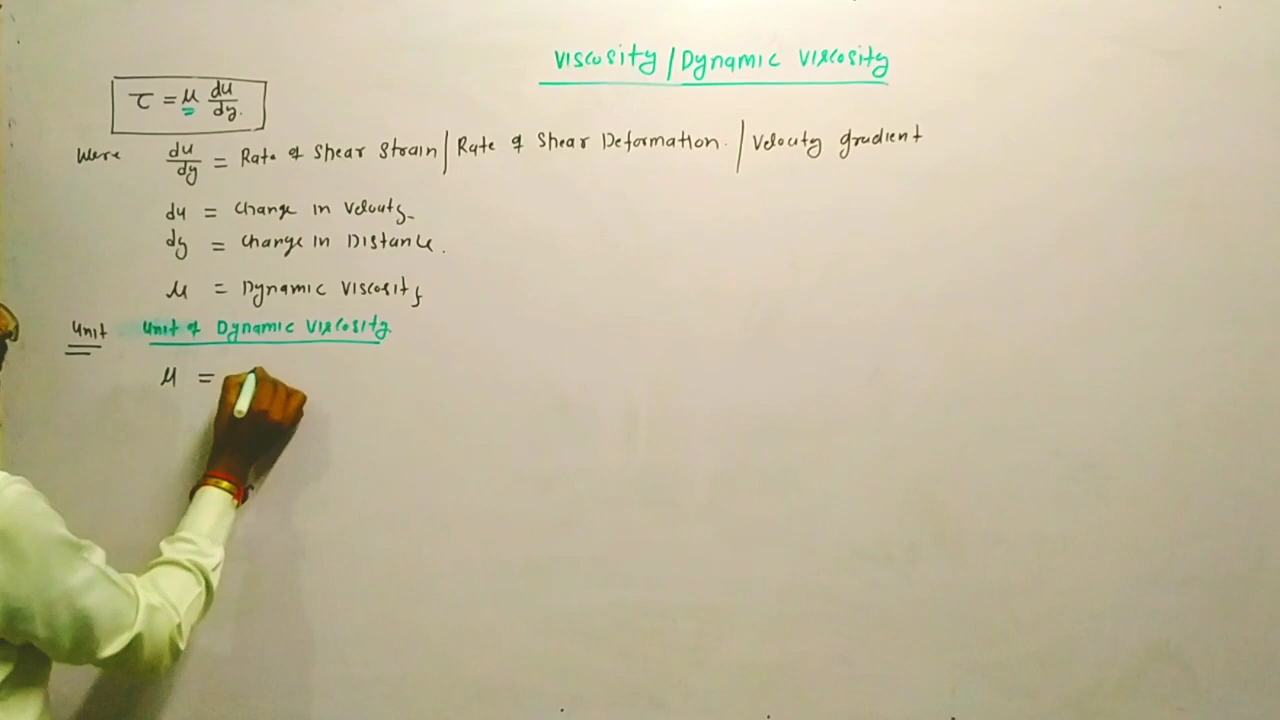 Viscosity / Dynamic Viscosity
τ = μ du/dy.
Were du/dy = Rate of Shear Strain / Rate of Shear Deformation. / Velocity gradient
du = Change in Velocity
dy = Change in Distance.
μ = Dynamic Viscosity
Unit Unit of Dynamic Viscosity
μ =